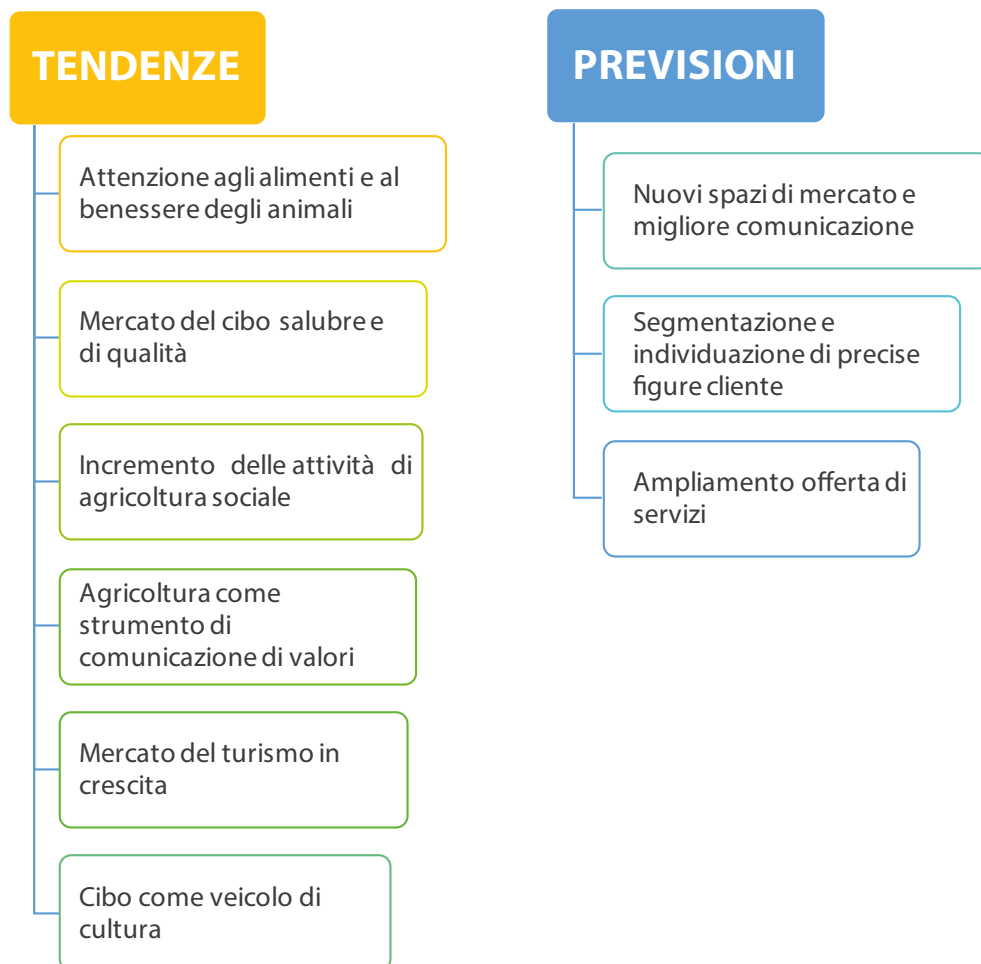 TENDENZE
Attenzione agli alimenti e al
benessere degli animali
Mercato del cibo salubre e
di qualità
Incremento delle attività di
agricoltura sociale
Agricoltura come
strumento di
comunicazione di valori
Mercato del turismo in
crescita
Cibo come veicolo di
cultura
PREVISIONI
Nuovi spazi di mercato e
migliore comunicazione
Segmentazione e
individuazione di precise
figure cliente
Ampliamento offerta di
servizi